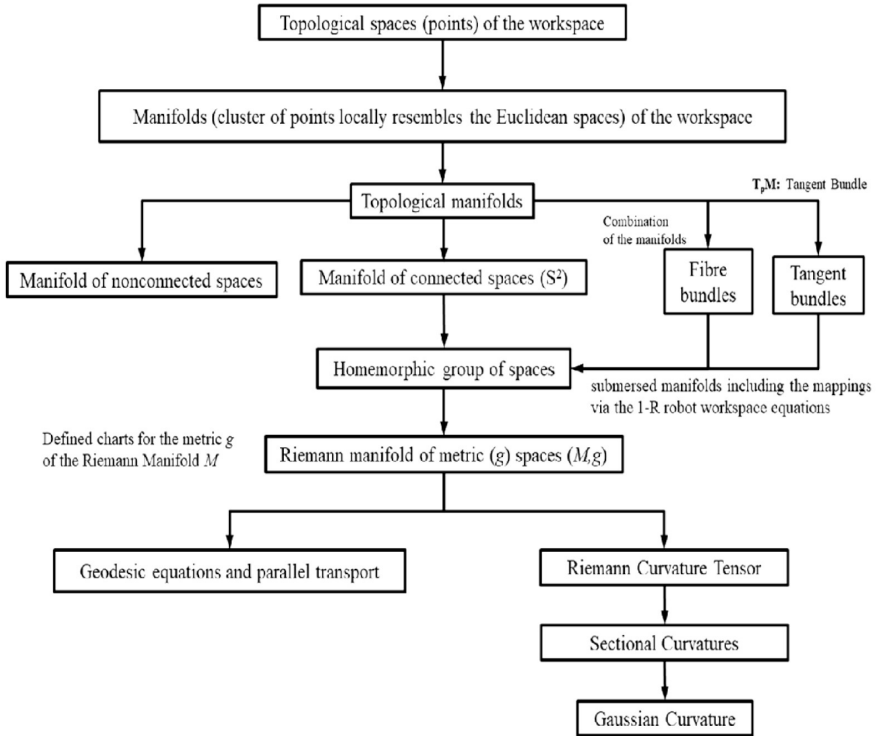 Topological spaces (points) of the workspace
Manifolds (cluster of points locally resembles the Euclidean spaces) of the workspace
T_pM: Tangent Bundle
Topological manifolds
Combination
of the manifolds
Manifold of nonconnected spaces
Manifold of connected spaces (S²)
Fibre
bundles
Tangent
bundles
Homemorphic group of spaces
submersed manifolds including the mappings
via the 1-R robot workspace equations
Defined charts for the metric g
of the Riemann Manifold M
Riemann manifold of metric (g) spaces (M,g)
Geodesic equations and parallel transport
Riemann Curvature Tensor
Sectional Curvatures
Gaussian Curvature